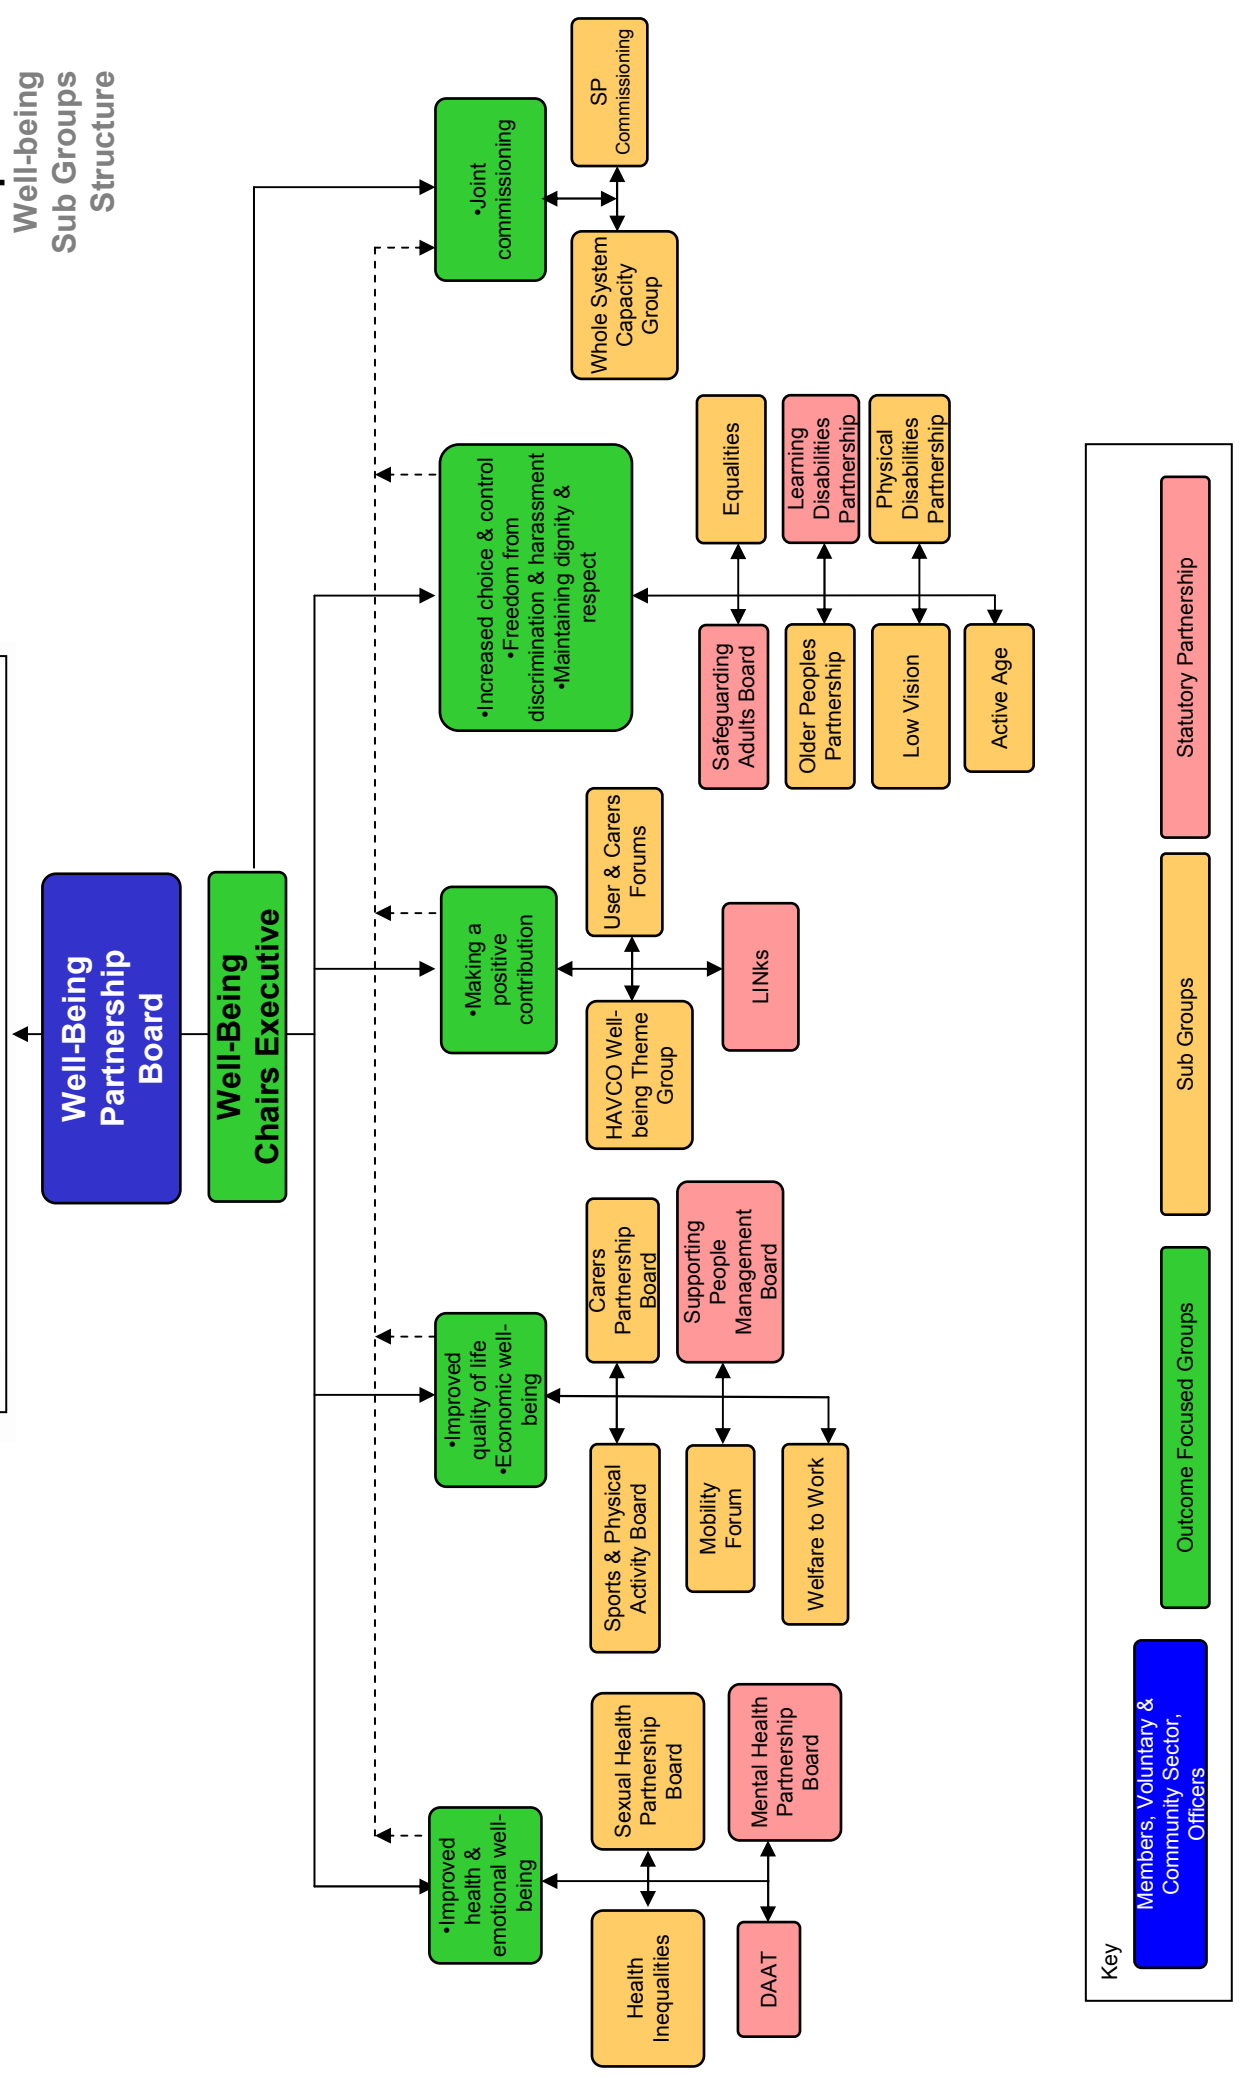 Well-being
Sub Groups
Structure
Well-Being
Partnership
Board
Well-Being
Chairs Executive
•Improved
health &
emotional well-
being
•Improved
quality of life
•Economic well-
being
•Making a
positive
contribution
•Increased choice & control
•Freedom from
discrimination & harassment
•Maintaining dignity &
respect
•Joint
commissioning
Health
Inequalities
Sexual Health
Partnership
Board
DAAT
Mental Health
Partnership
Board
Sports & Physical
Activity Board
Carers
Partnership
Board
Mobility
Forum
Supporting
People
Management
Board
Welfare to Work
HAVCO Well-
being Theme
Group
User & Carers
Forums
LINks
Safeguarding
Adults Board
Equalities
Older Peoples
Partnership
Learning
Disabilities
Partnership
Low Vision
Physical
Disabilities
Partnership
Active Age
Whole System
Capacity
Group
SP
Commissioning
Key
Members, Voluntary &
Community Sector,
Officers
Outcome Focused Groups
Sub Groups
Statutory Partnership